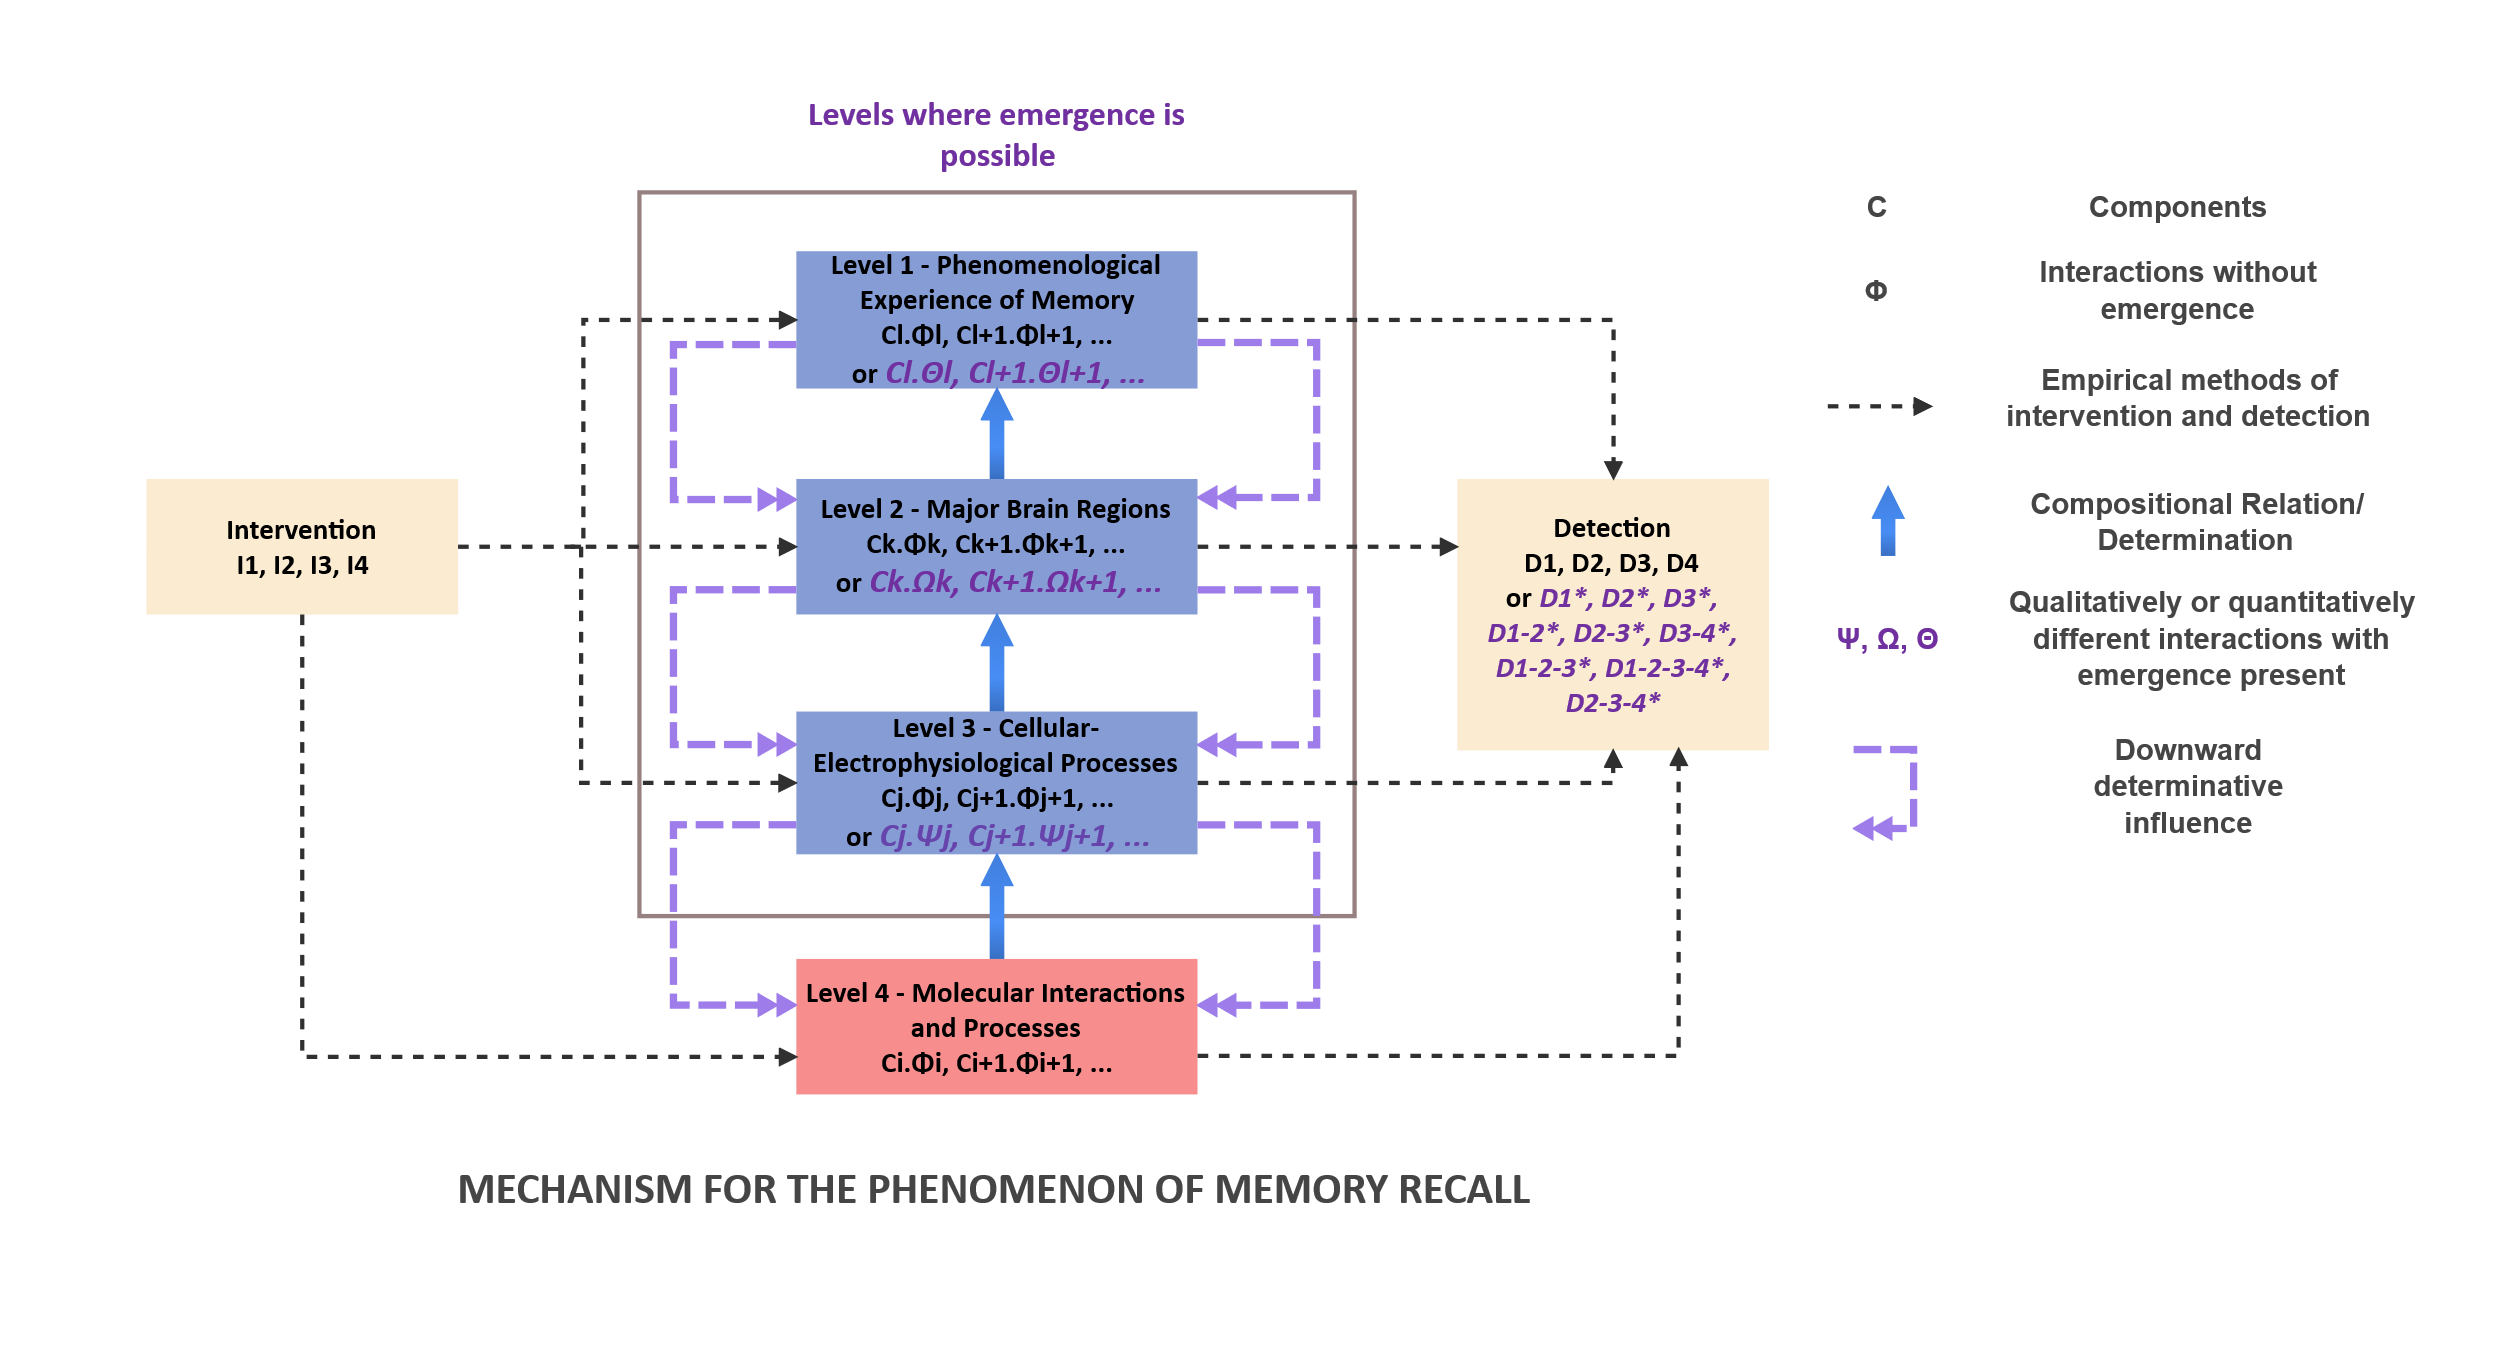 Levels where emergence is
possible
Level 1 - Phenomenological
Experience of Memory
Cl.Φl, Cl+1.Φl+1, ...
or Cl.Θl, Cl+1.Θl+1, ...
Level 2 - Major Brain Regions
Ck.Φk, Ck+1.Φk+1, ...
or Ck.Ωk, Ck+1.Ωk+1, ...
Level 3 - Cellular-
Electrophysiological Processes
Cj.Φj, Cj+1.Φj+1, ...
or Cj.Ψj, Cj+1.Ψj+1, ...
Level 4 - Molecular Interactions
and Processes
Ci.Φi, Ci+1.Φi+1, ...
Intervention
I1, I2, I3, I4
Detection
D1, D2, D3, D4
or D1*, D2*, D3*,
D1-2*, D2-3*, D3-4*,
D1-2-3*, D1-2-3-4*,
D2-3-4*
C
Components
Φ
Interactions without
emergence
Empirical methods of
intervention and detection
Compositional Relation/
Determination
Ψ, Ω, Θ
Qualitatively or quantitatively
different interactions with
emergence present
Downward
determinative
influence
MECHANISM FOR THE PHENOMENON OF MEMORY RECALL